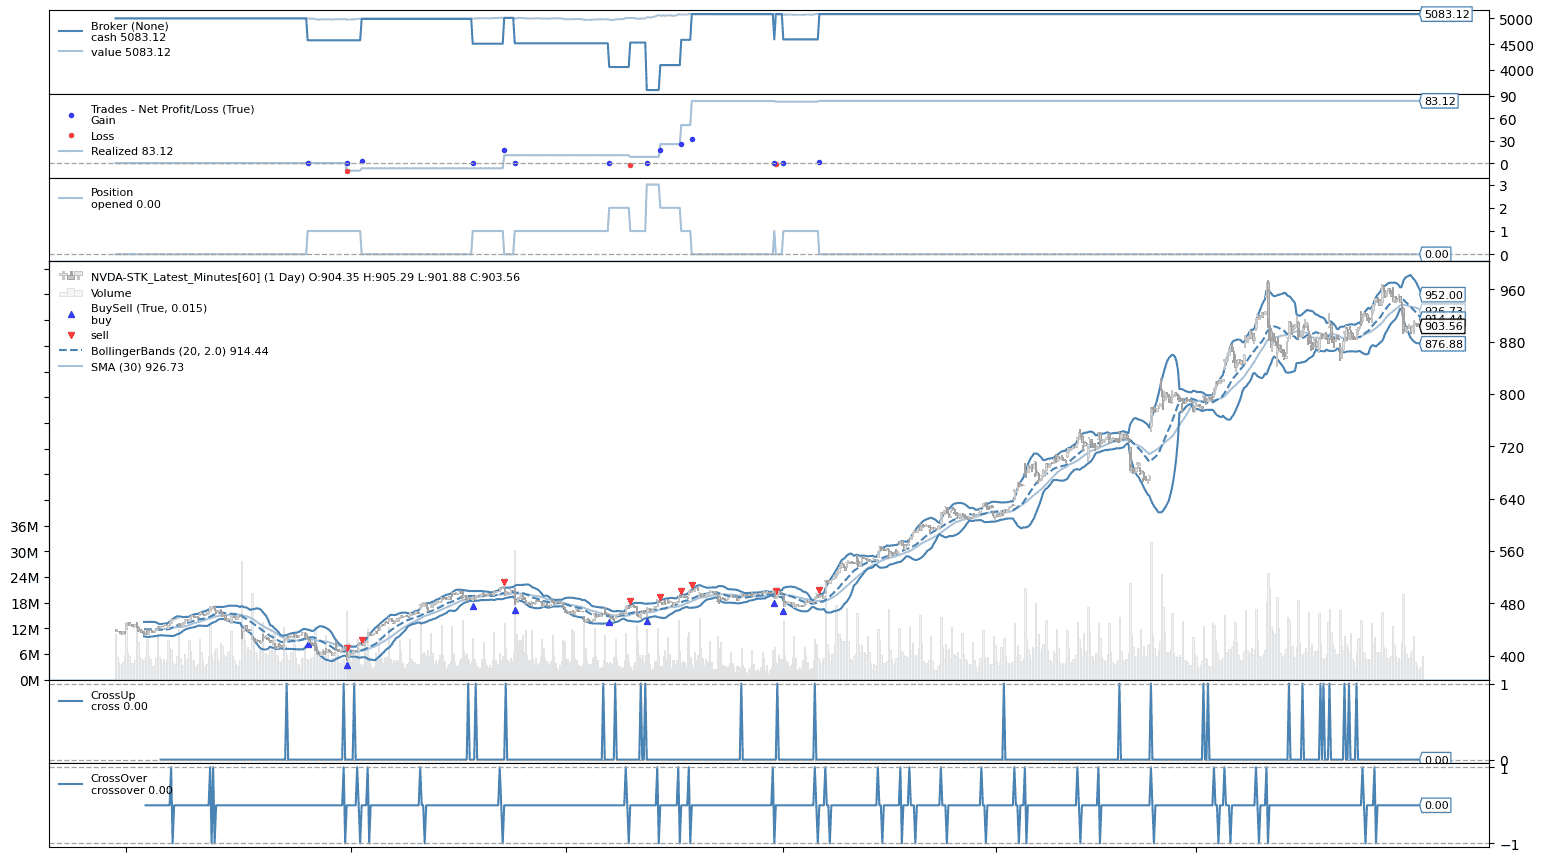 Broker (None)
cash 5083.12
value 5083.12
5083.12
5000
4500
4000
Trades - Net Profit/Loss (True)
Gain
Loss
Realized 83.12
83.12
90
60
30
0
Position
opened 0.00
0.00
3
2
1
0
NVDA-STK_Latest_Minutes[60] (1 Day) O:904.35 H:905.29 L:901.88 C:903.56
Volume
BuySell (True, 0.015)
buy
sell
BollingerBands (20, 2.0) 914.44
SMA (30) 926.73
952.00
926.73
914.44
903.56
876.88
960
880
800
720
640
560
480
400
36M
30M
24M
18M
12M
6M
0M
CrossUp
cross 0.00
0.00
1
0
CrossOver
crossover 0.00
0.00
1
−1